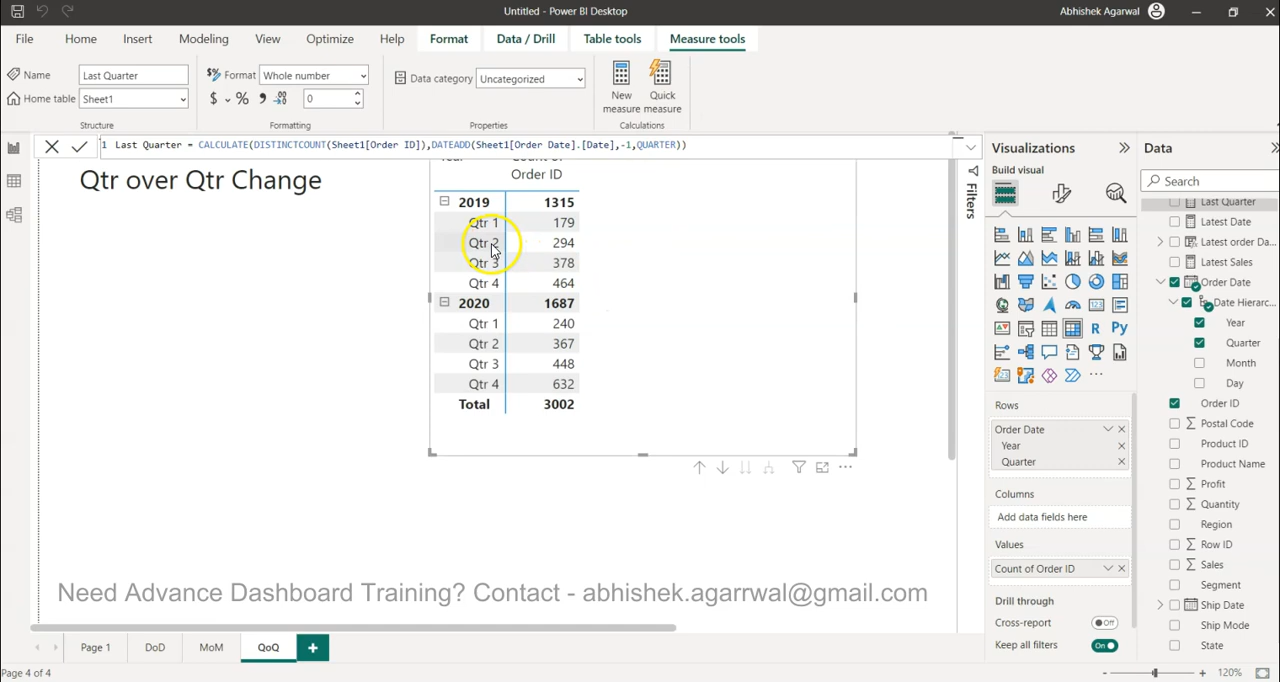 Untitled - Power BI Desktop
Abhishek Agarwal
File Home Insert Modeling View Optimize Help Format Data / Drill Table tools Measure tools
Name Last Quarter
Format Whole number
Data category Uncategorized
Home table Sheet1
$ % 0
New measure
Quick measure
Structure Formatting Properties Calculations
1 Last Quarter = CALCULATE(DISTINCTCOUNT(Sheet1[Order ID]),DATEADD(Sheet1[Order Date].[Date],-1,QUARTER))
Qtr over Qtr Change
Order ID
2019 1315
Qtr 1 179
Qtr 2 294
Qtr 3 378
Qtr 4 464
2020 1687
Qtr 1 240
Qtr 2 367
Qtr 3 448
Qtr 4 632
Total 3002
Filters
Visualizations
Build visual
R Py
Rows
Order Date
Year
Quarter
Columns
Add data fields here
Values
Count of Order ID
Drill through
Cross-report Off
Keep all filters On
Data
Search
Last Quarter
Latest Date
Latest order Da...
Latest Sales
Order Date
Date Hierarc...
Year
Quarter
Month
Day
Order ID
Postal Code
Product ID
Product Name
Profit
Quantity
Region
Row ID
Sales
Segment
Ship Date
Ship Mode
State
Need Advance Dashboard Training? Contact - abhishek.agarrwal@gmail.com
Page 1 DoD MoM QoQ
Page 4 of 4
120%